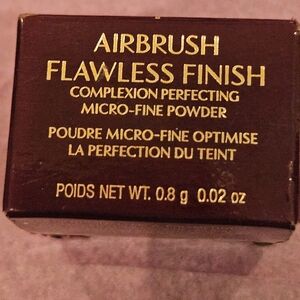 AIRBRUSH
FLAWLESS FINISH
COMPLEXION PERFECTING
MICRO-FINE POWDER
POUDRE MICRO-FINE OPTIMISE
LA PERFECTION DU TEINT
POIDS NET WT. 0.8 g 0.02 oz